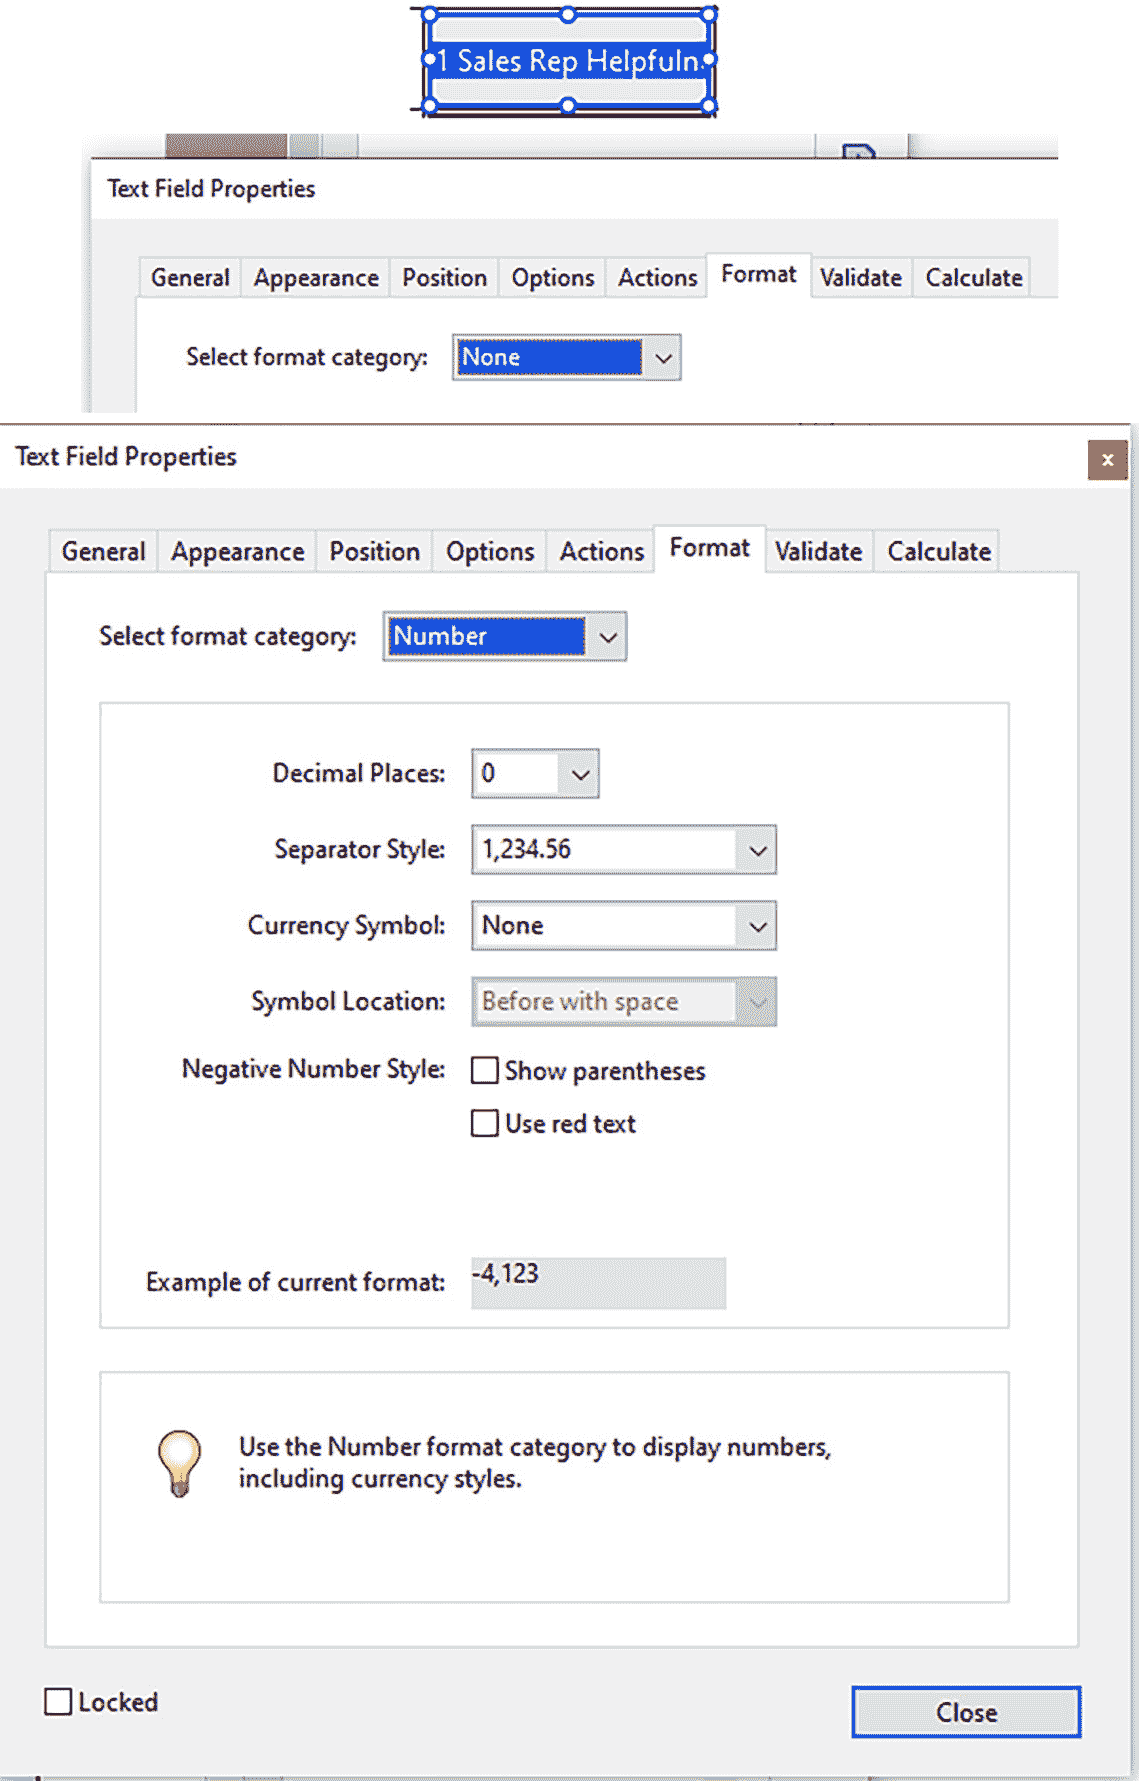 1 Sales Rep Helpfuln
Text Field Properties
General Appearance Position Options Actions Format Validate Calculate
Select format category: None
Text Field Properties
x
General Appearance Position Options Actions Format Validate Calculate
Select format category: Number
Decimal Places: 0
Separator Style: 1,234.56
Currency Symbol: None
Symbol Location: Before with space
Negative Number Style: Show parentheses
Use red text
Example of current format: -4,123
Use the Number format category to display numbers,
including currency styles.
Locked
Close